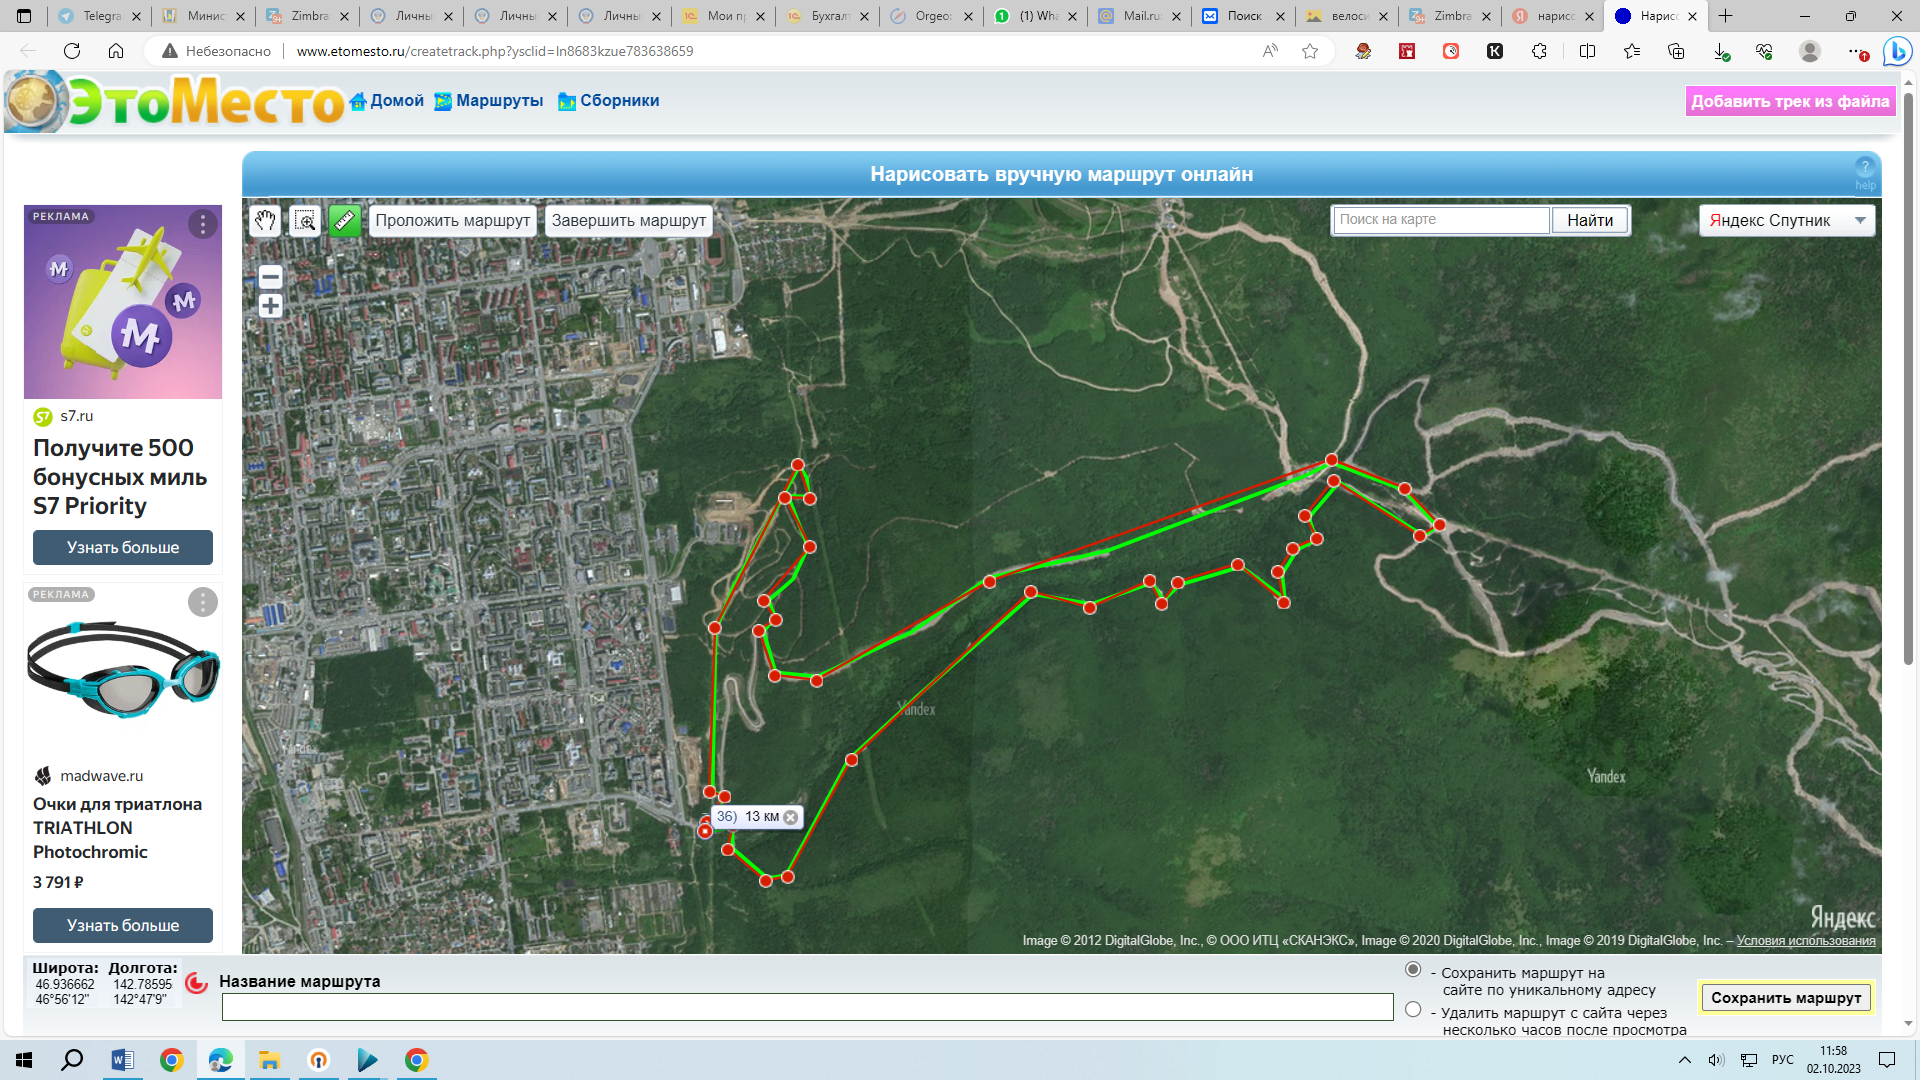 Telegra
Минист
Zimbra
Личны
Личны
Личны
Мои п
Бухгал
Orgeo
(1) Wha
Mail.ru
Поиск
велоси
Zimbra
нарисс
Нарисс
Небезопасно
www.etomesto.ru/createtrack.php?ysclid=ln8683kzue783638659
ЭтоМесто
Домой
Маршруты
Сборники
Добавить трек из файла
Нарисовать вручную маршрут онлайн
?
help
РЕКЛАМА
s7.ru
Получите 500
бонусных миль
S7 Priority
Узнать больше
РЕКЛАМА
madwave.ru
Очки для триатлона
TRIATHLON
Photochromic
3 791 ₽
Узнать больше
Проложить маршрут
Завершить маршрут
Поиск на карте
Найти
Яндекс Спутник
Yandex
Yandex
Yandex
36) 13 км
Яндекс
Image © 2012 DigitalGlobe, Inc., © ООО ИТЦ «СКАНЭКС», Image © 2020 DigitalGlobe, Inc., Image © 2019 DigitalGlobe, Inc. – Условия использования
Широта: Долгота:
46.936662 142.78595
46°56'12" 142°47'9"
Название маршрута
- Сохранить маршрут на
сайте по уникальному адресу
- Удалить маршрут с сайта через
несколько часов после просмотра
Сохранить маршрут
РУС
11:58
02.10.2023